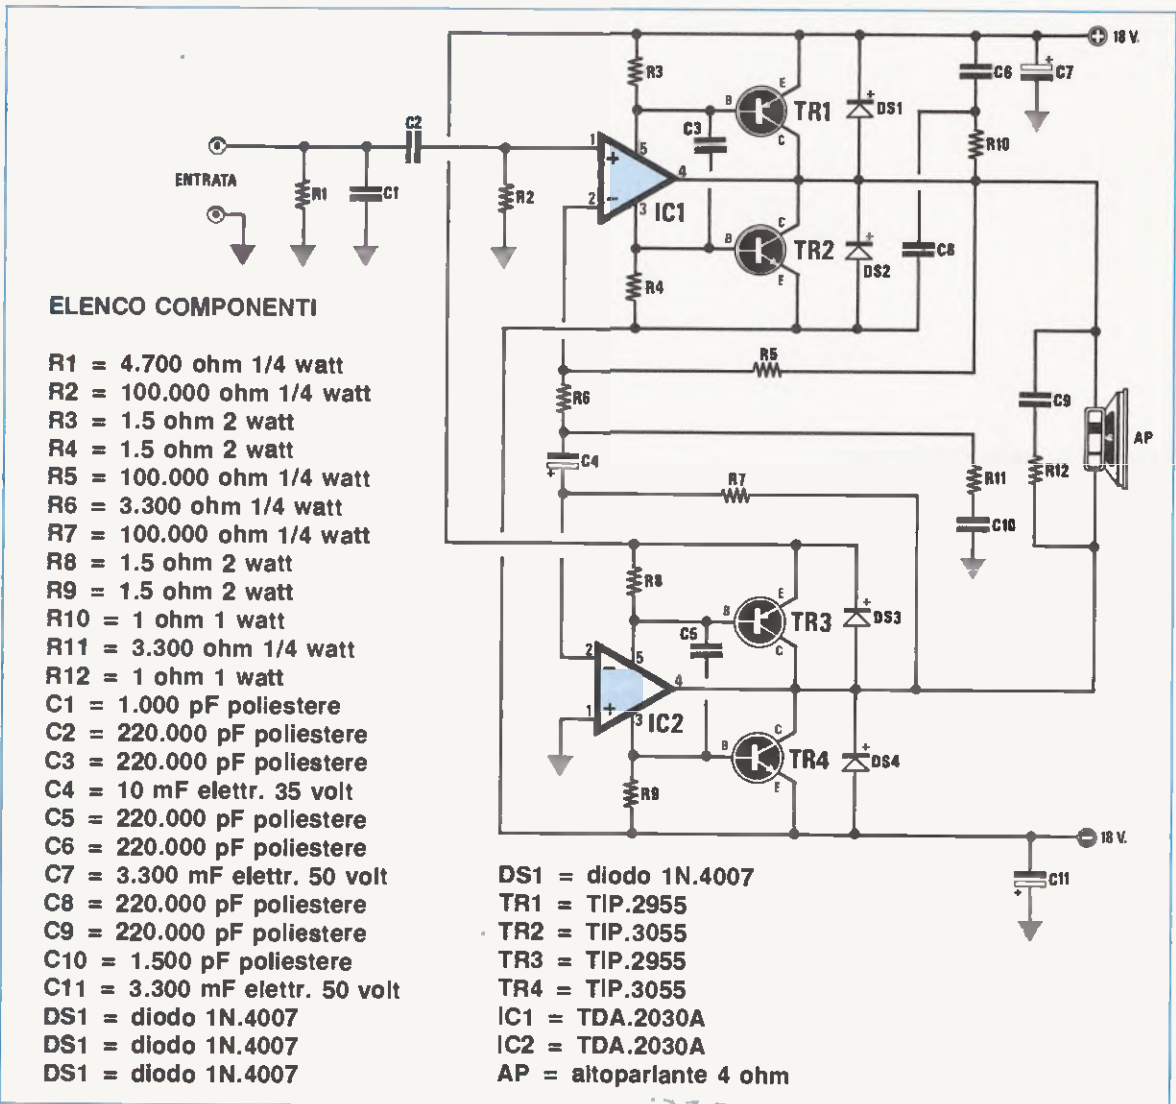 18 V.
R3
C6
C7
E
B
TR1
DS1
C2
C3
C
R10
1
5
+
4
ENTRATA
R1
C1
R2
2
-
3
IC1
C
B
TR2
DS2
C8
E
R4
ELENCO COMPONENTI
R1 = 4.700 ohm 1/4 watt
R2 = 100.000 ohm 1/4 watt
R3 = 1.5 ohm 2 watt
R4 = 1.5 ohm 2 watt
R5 = 100.000 ohm 1/4 watt
R6 = 3.300 ohm 1/4 watt
R7 = 100.000 ohm 1/4 watt
R8 = 1.5 ohm 2 watt
R9 = 1.5 ohm 2 watt
R10 = 1 ohm 1 watt
R11 = 3.300 ohm 1/4 watt
R12 = 1 ohm 1 watt
C1 = 1.000 pF poliestere
C2 = 220.000 pF poliestere
C3 = 220.000 pF poliestere
C4 = 10 mF elettr. 35 volt
C5 = 220.000 pF poliestere
C6 = 220.000 pF poliestere
C7 = 3.300 mF elettr. 50 volt
C8 = 220.000 pF poliestere
C9 = 220.000 pF poliestere
C10 = 1.500 pF poliestere
C11 = 3.300 mF elettr. 50 volt
DS1 = diodo 1N.4007
DS1 = diodo 1N.4007
DS1 = diodo 1N.4007
R5
R6
C9
AP
C4
R7
R11
R12
C10
R8
E
B
TR3
DS3
C5
C
2
5
-
4
1
+
3
IC2
C
B
TR4
DS4
E
R9
18 V.
C11
DS1 = diodo 1N.4007
TR1 = TIP.2955
TR2 = TIP.3055
TR3 = TIP.2955
TR4 = TIP.3055
IC1 = TDA.2030A
IC2 = TDA.2030A
AP = altoparlante 4 ohm